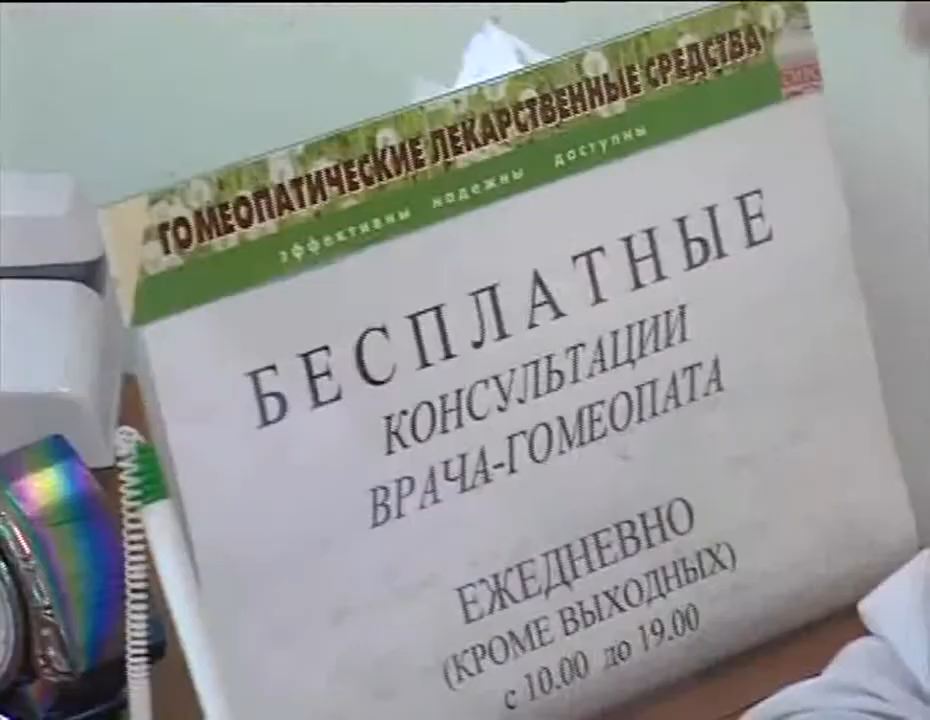 ГОМЕОПАТИЧЕСКИЕ ЛЕКАРСТВЕННЫЕ СРЕДСТВА
эффективны надежны доступны
БЕСПЛАТНЫЕ
КОНСУЛЬТАЦИИ
ВРАЧА-ГОМЕОПАТА
ЕЖЕДНЕВНО
(КРОМЕ ВЫХОДНЫХ)
с 10.00 до 19.00